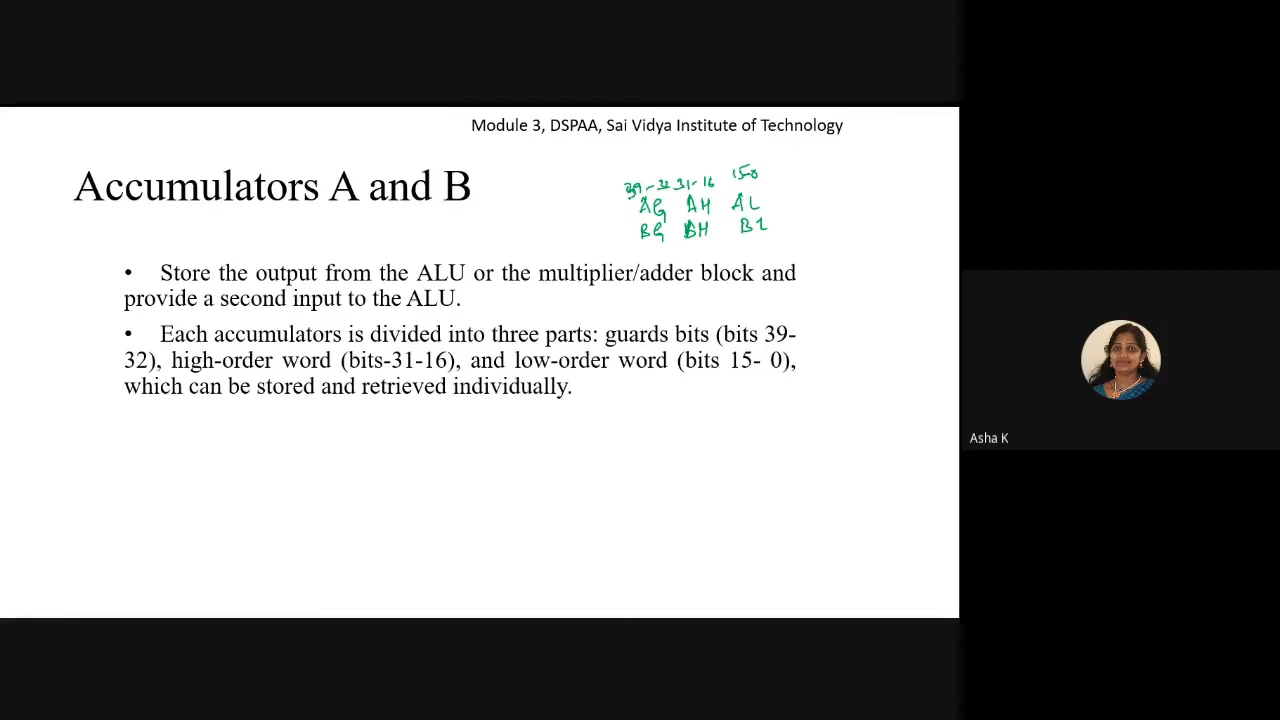 Module 3, DSPAA, Sai Vidya Institute of Technology
Accumulators A and B
39-32 31-16 15-0
AG AH AL
BG BH BL
• Store the output from the ALU or the multiplier/adder block and
provide a second input to the ALU.
• Each accumulators is divided into three parts: guards bits (bits 39-
32), high-order word (bits-31-16), and low-order word (bits 15- 0),
which can be stored and retrieved individually.
Asha K